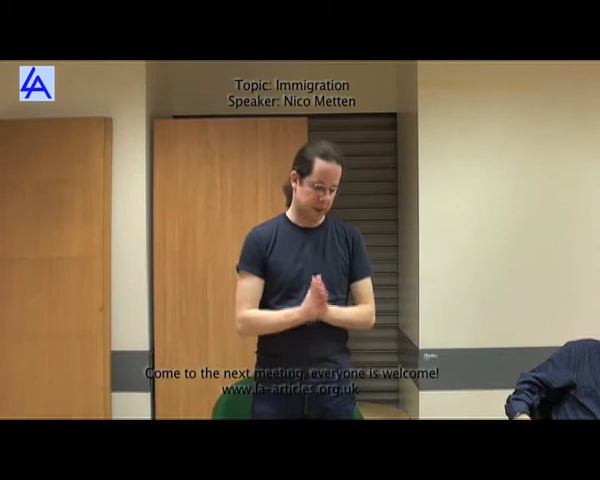 LA
Topic: Immigration
Speaker: Nico Metten
Come to the next meeting, everyone is welcome!
www.la-articles.org.uk